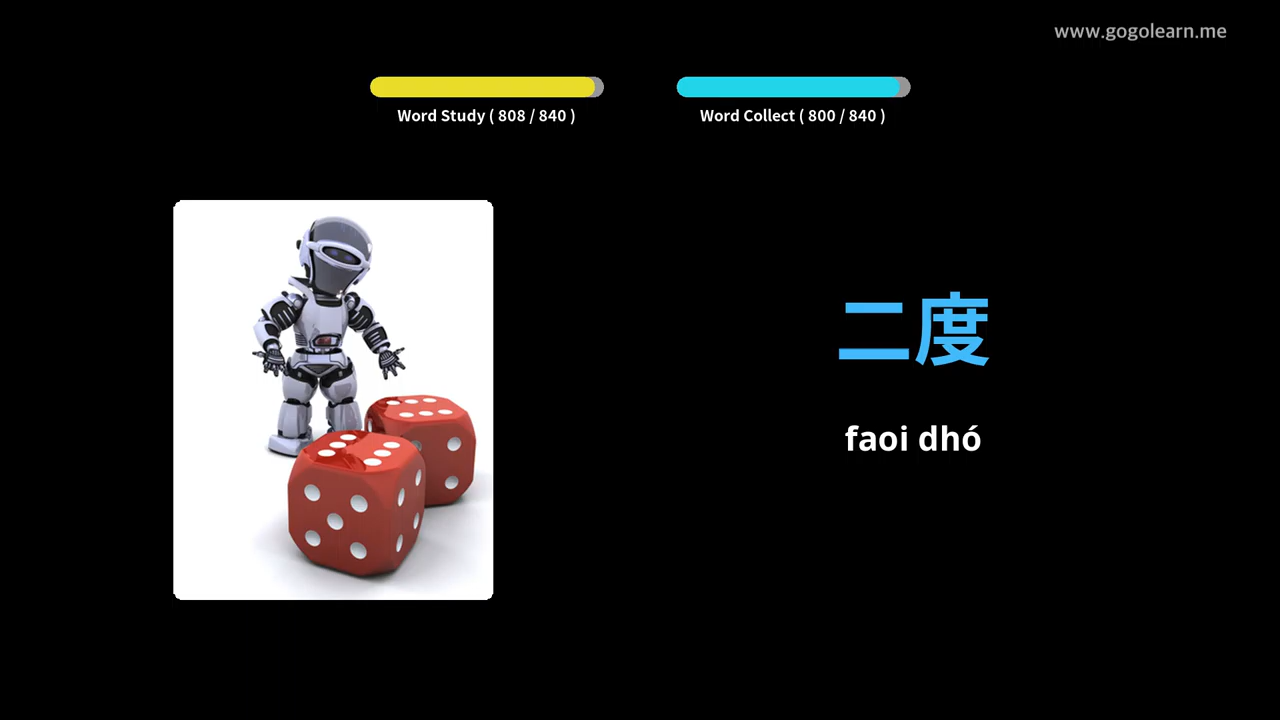 www.gogolearn.me
Word Study ( 808 / 840 )
Word Collect ( 800 / 840 )
二度
faoi dhó